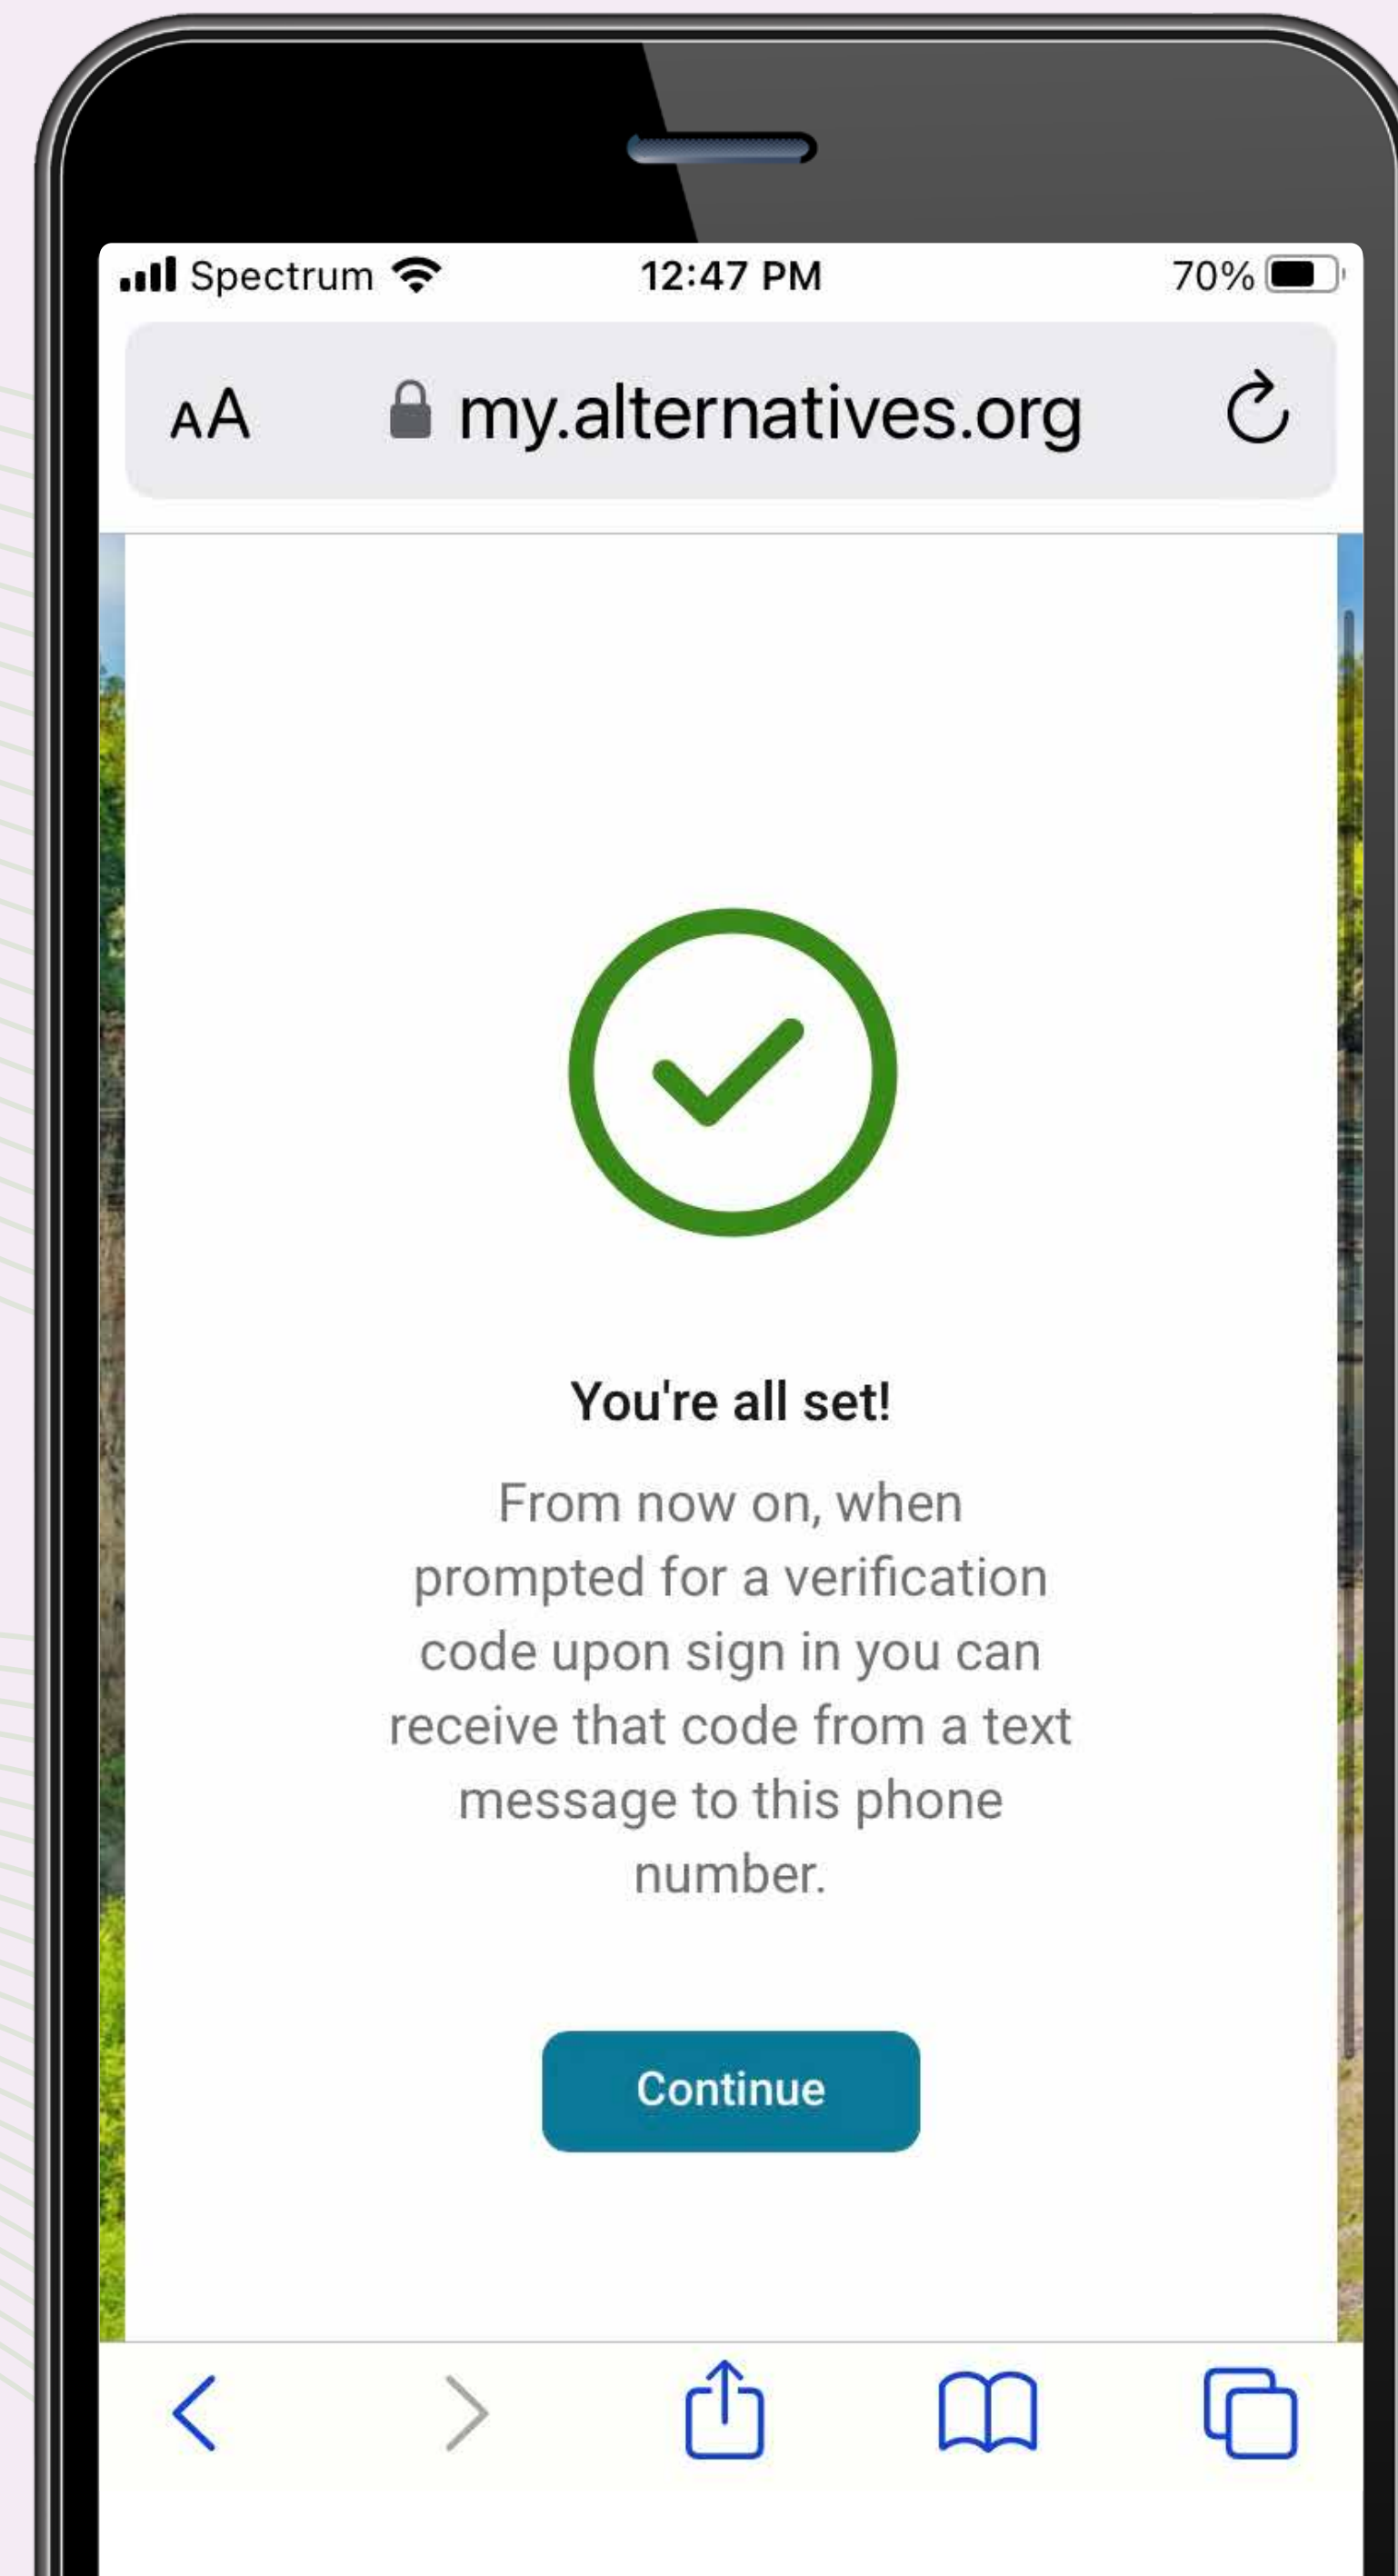 Spectrum 12:47 PM 70%
AA my.alternatives.org
You're all set!
From now on, when
prompted for a verification
code upon sign in you can
receive that code from a text
message to this phone
number.
Continue